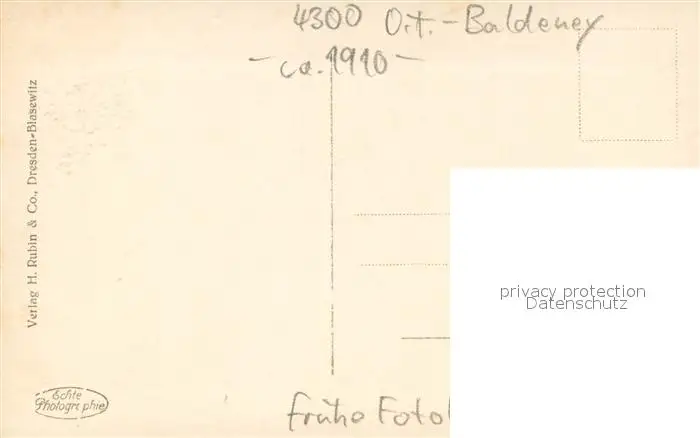 4300 O.t.-Baldeney
- ca. 1910 -
Verlag H. Rubin & Co., Dresden-Blasewitz
privacy protection
Datenschutz
Echte
Photographie
Frühe Foto